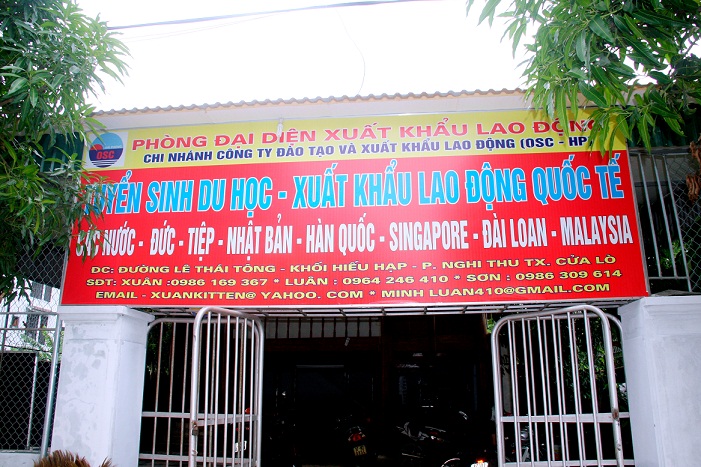 OSC
PHÒNG ĐẠI DIỆN XUẤT KHẨU LAO ĐỘNG
CHI NHÁNH CÔNG TY ĐÀO TẠO VÀ XUẤT KHẨU LAO ĐỘNG (OSC - HP
SINH DU HỌC - XUẤT KHẨU LAO ĐỘNG QUỐC TẾ
NƯỚC - ĐỨC - TIỆP - NHẬT BẢN - HÀN QUỐC - SINGAPORE - ĐÀI LOAN - MALAYSIA
ĐC: ĐƯỜNG LÊ THÁI TÔNG - KHỐI HIẾU HẠP - P. NGHI THU TX. CỬA LÒ
SĐT: XUÂN :0986 169 367 * LUÂN : 0964 246 410 * SƠN : 0986 309 614
EMAIL - XUANKITTEN@ YAHOO. COM * MINH LUAN410@GMAIL.COM